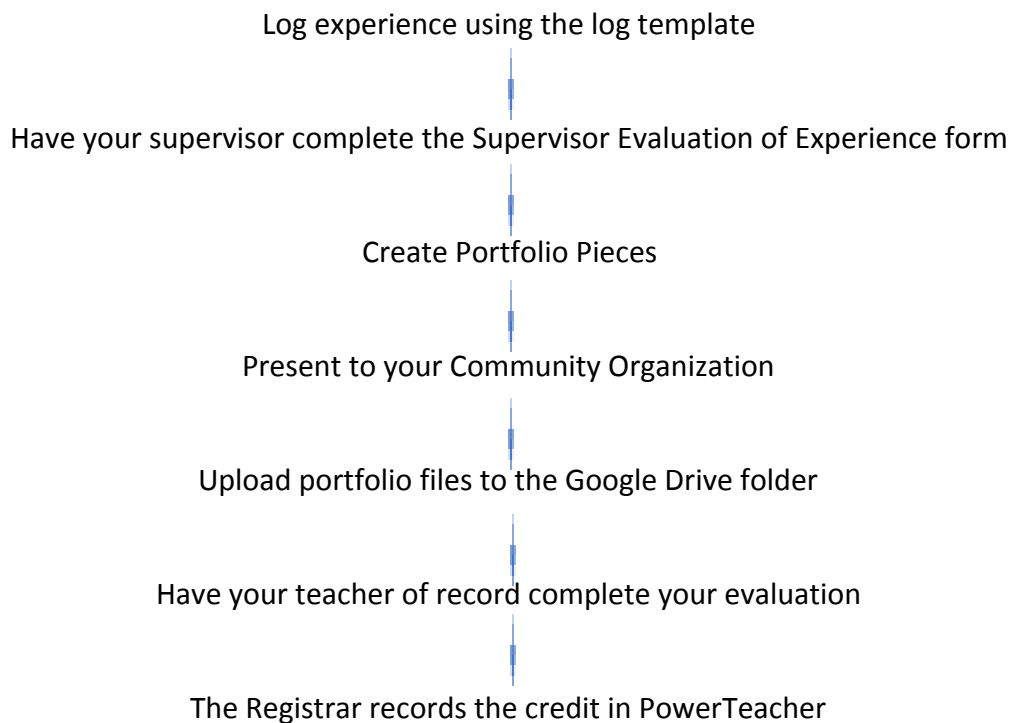 Log experience using the log template
Have your supervisor complete the Supervisor Evaluation of Experience form
Create Portfolio Pieces
Present to your Community Organization
Upload portfolio files to the Google Drive folder
Have your teacher of record complete your evaluation
The Registrar records the credit in PowerTeacher